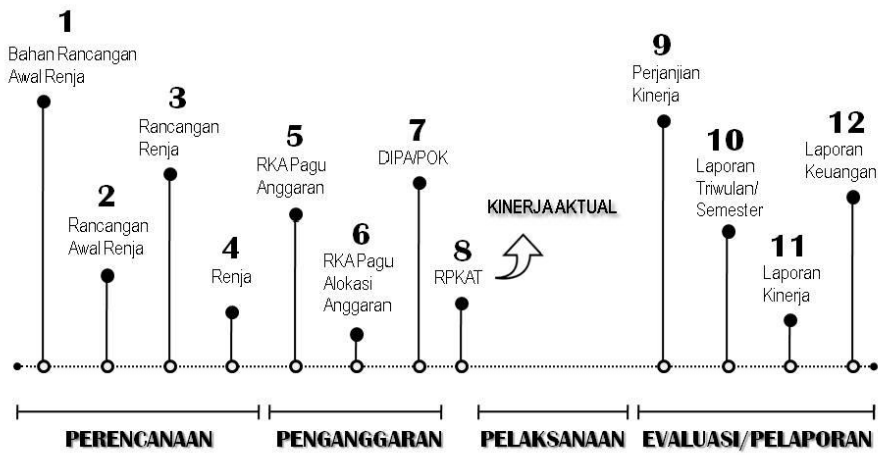 1
Bahan Rancangan
Awal Renja
2
Rancangan
Awal Renja
3
Rancangan
Renja
4
Renja
5
RKA Pagu
Anggaran
6
RKA Pagu
Alokasi
Anggaran
7
DIPA/POK
8
RPKAT
KINERJA AKTUAL
9
Perjanjian
Kinerja
10
Laporan
Triwulan/
Semester
11
Laporan
Kinerja
12
Laporan
Keuangan
PERENCANAAN
PENGANGGARAN
PELAKSANAAN
EVALUASI/PELAPORAN